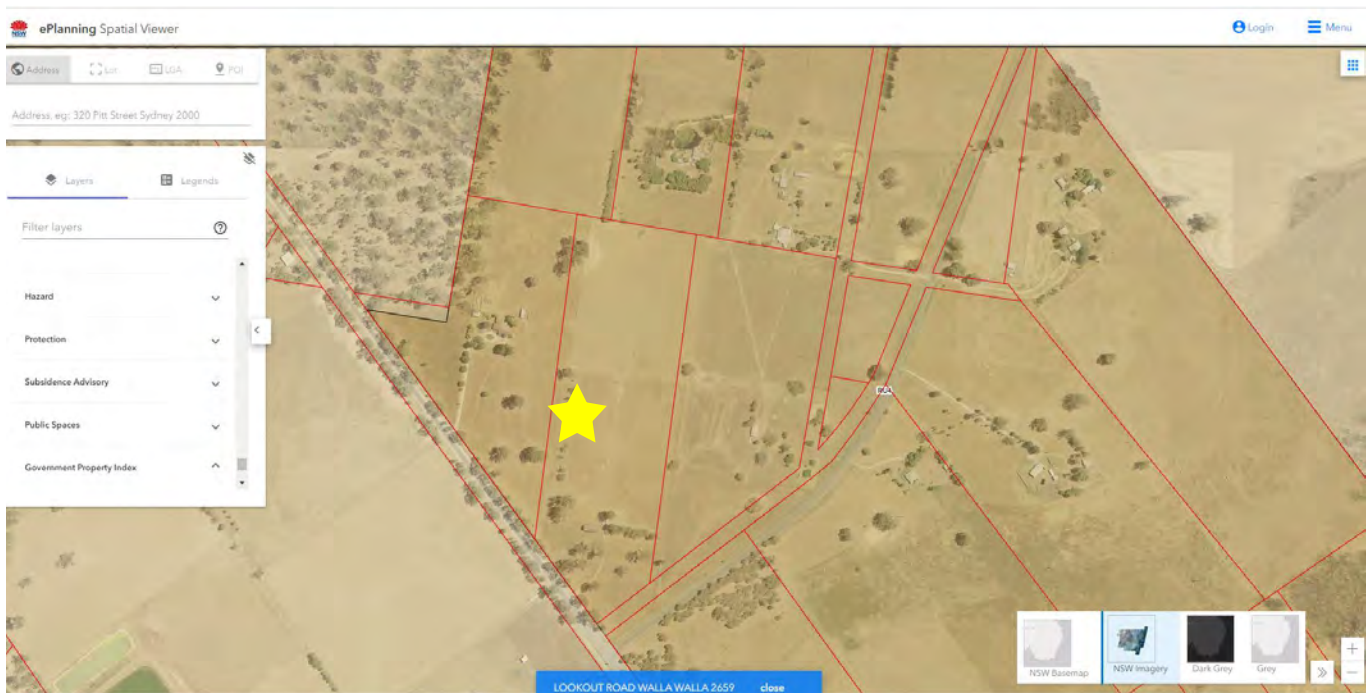 NSW
ePlanning Spatial Viewer
Login
Menu
Address
Lot
LGA
POI
Address, eg: 320 Pitt Street Sydney 2000
Layers
Legends
Filter layers
Hazard
Protection
Subsidence Advisory
Public Spaces
Government Property Index
NSW Basemap
NSW Imagery
Dark Grey
Grey
LOOKOUT ROAD WALLA WALLA 2659
close